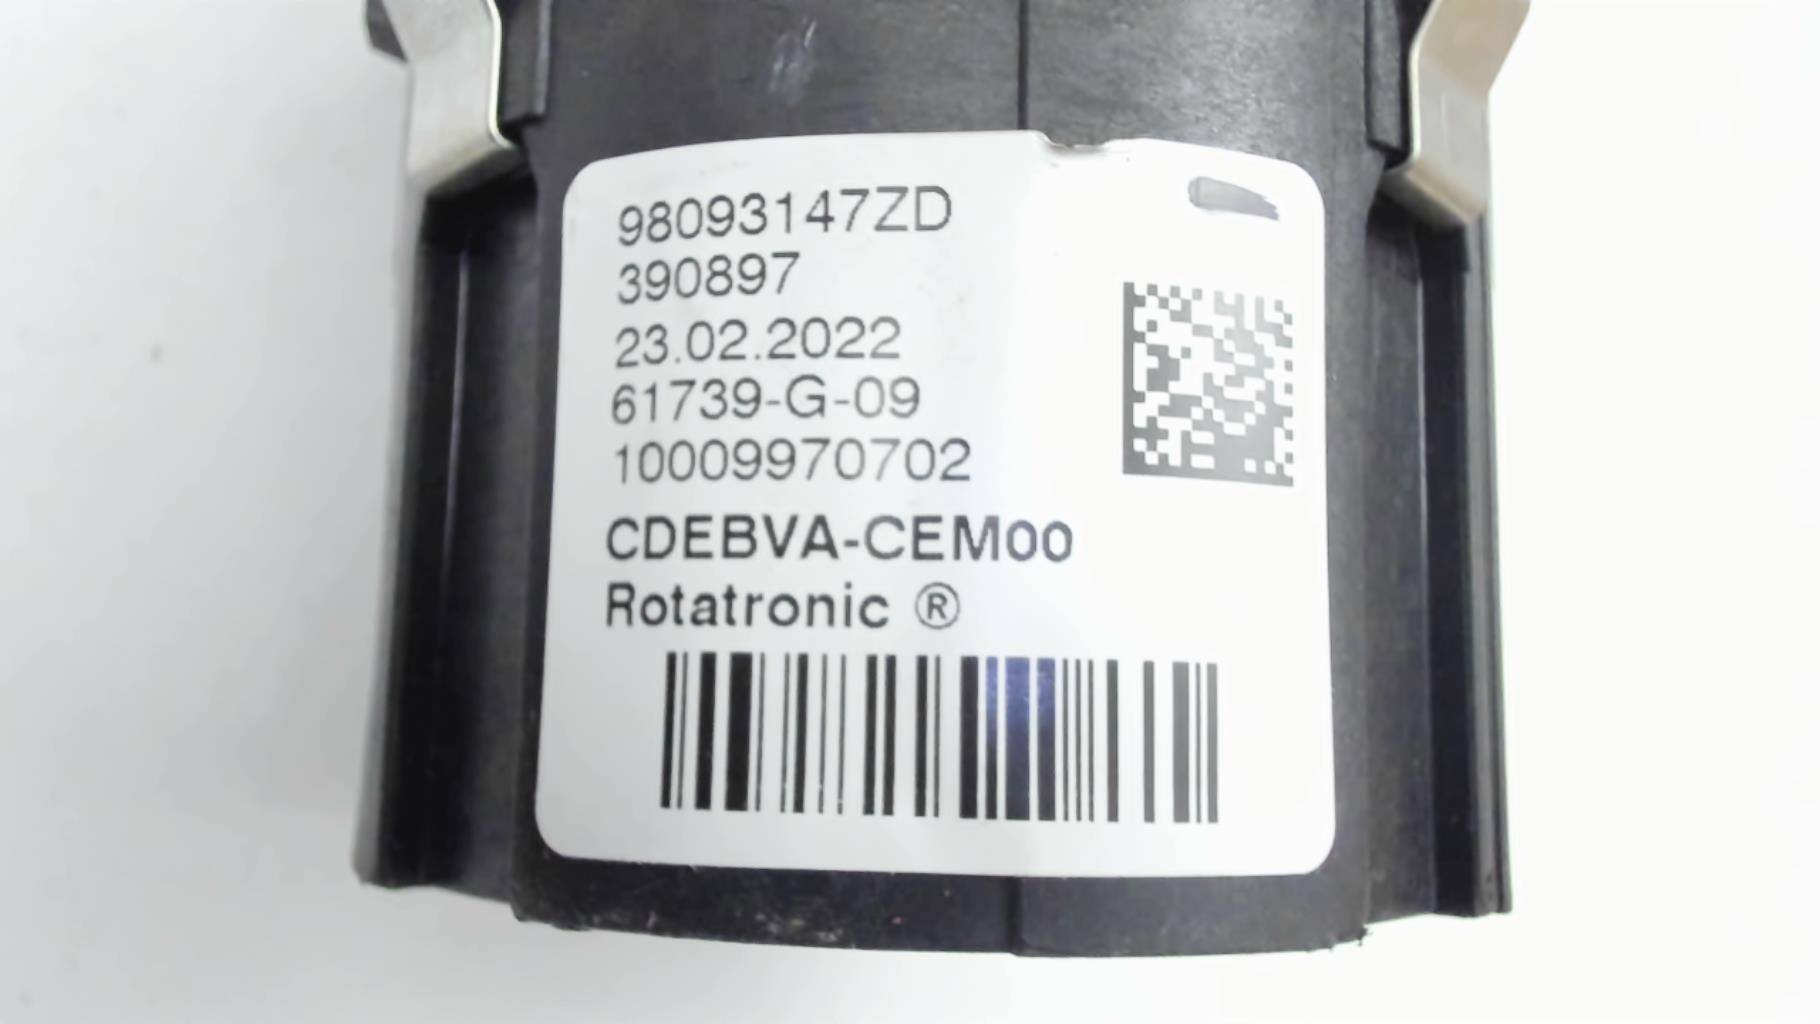 98093147ZD
390897
23.02.2022
61739-G-09
10009970702
CDEBVA-CEM00
Rotatronic ®